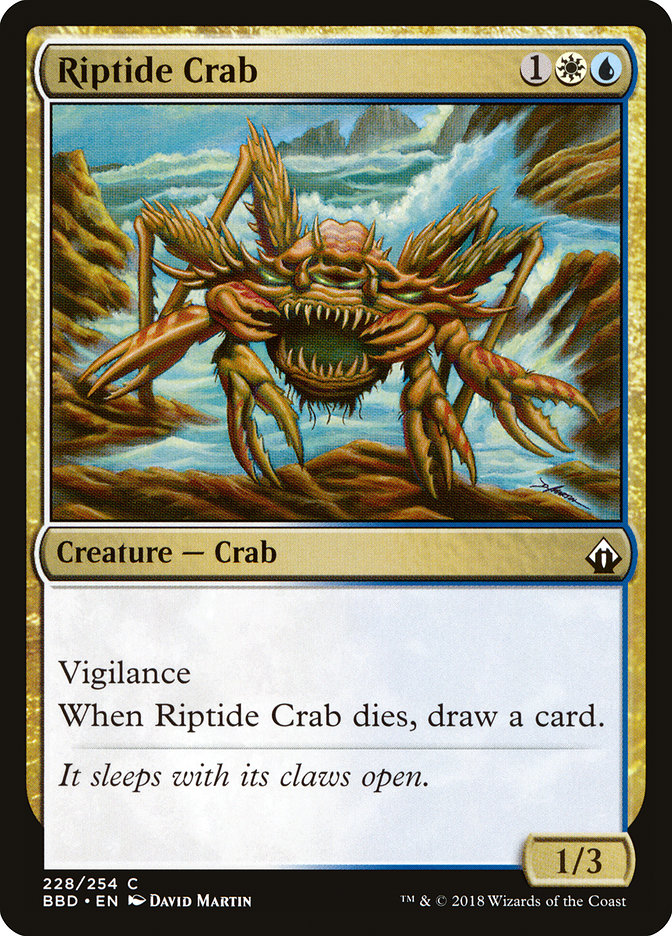 Riptide Crab 1
Creature — Crab
Vigilance
When Riptide Crab dies, draw a card.
It sleeps with its claws open.
1/3
228/254 C
BBD • EN David Martin ™ & © 2018 Wizards of the Coast